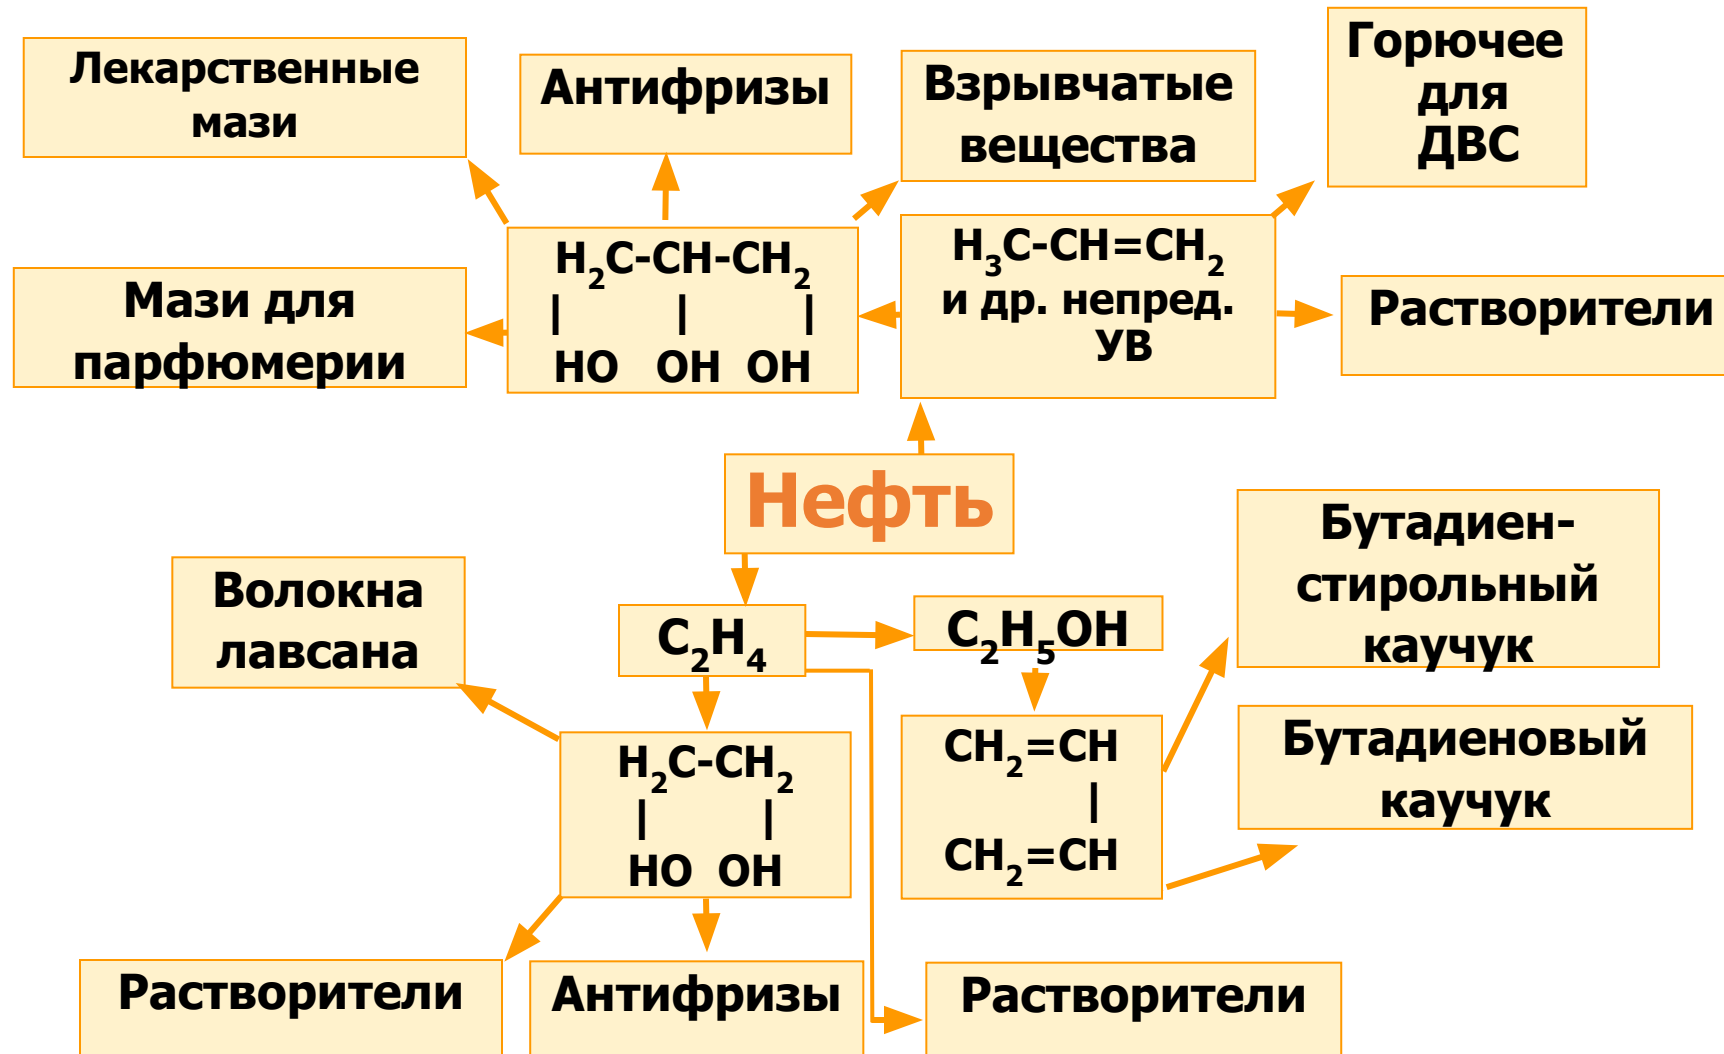 Лекарственные
мази
Антифризы
Взрывчатые
вещества
Горючее
для
ДВС
Мази для
парфюмерии
H₂C-CH-CH₂
| | |
HO OH OH
H₃C-CH=CH₂
и др. непред.
УВ
Растворители
Нефть
Волокна
лавсана
C₂H₄
C₂H₅OH
Бутадиен-
стирольный
каучук
H₂C-CH₂
| |
HO OH
CH₂=CH
|
CH₂=CH
Бутадиеновый
каучук
Растворители
Антифризы
Растворители